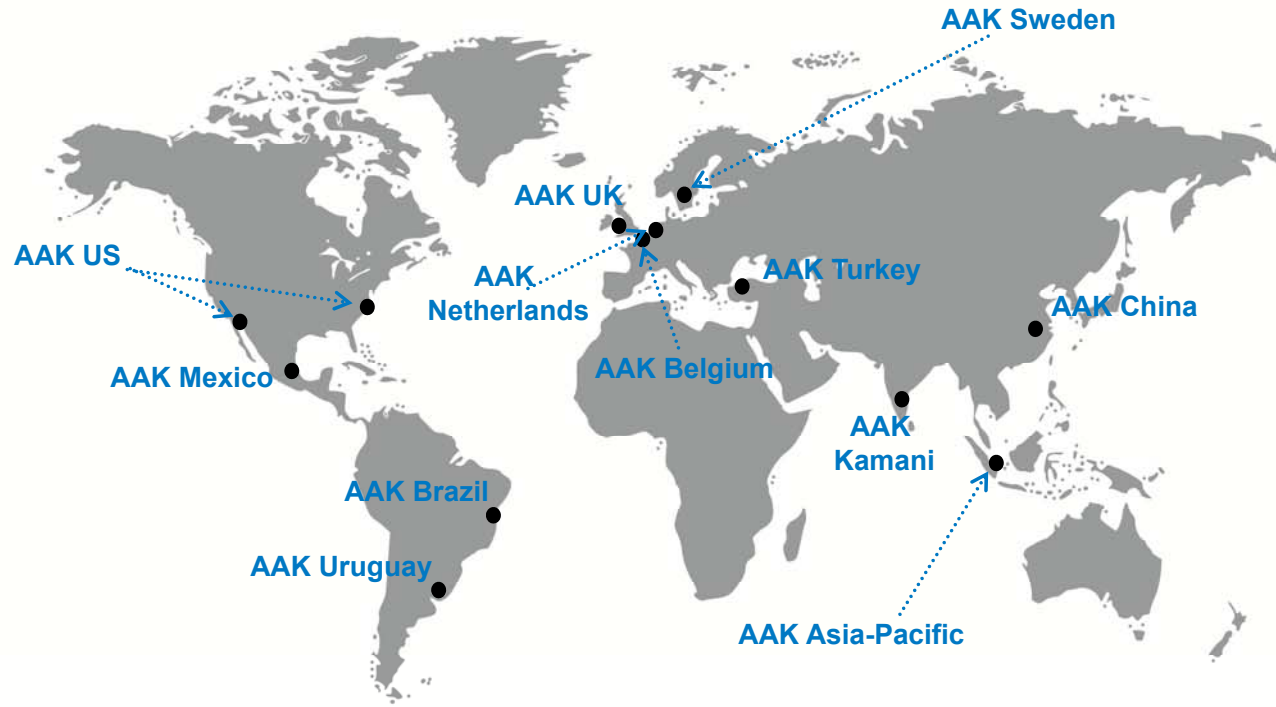 AAK Sweden
AAK UK
AAK US
AAK
Netherlands
AAK Turkey
AAK China
AAK Mexico
AAK Belgium
AAK
Kamani
AAK Brazil
AAK Uruguay
AAK Asia-Pacific